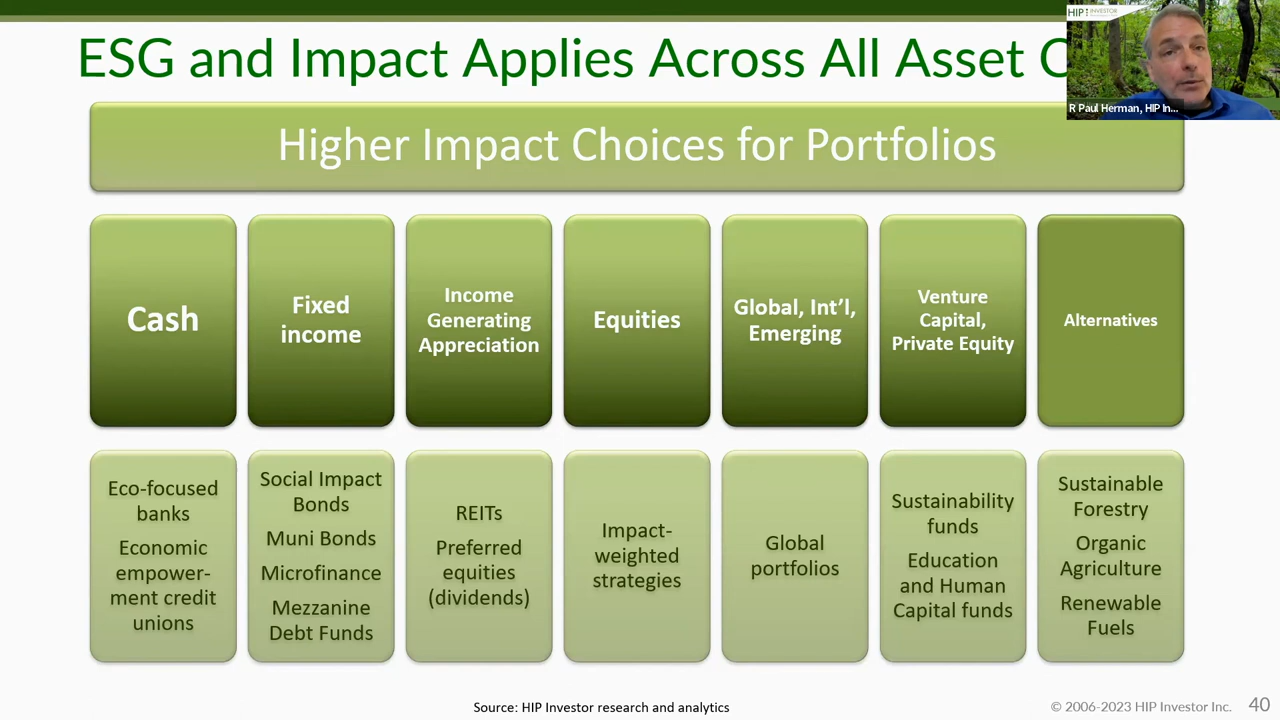 ESG and Impact Applies Across All Asset
HIP INVESTOR
R Paul Herman, HIP In...
Higher Impact Choices for Portfolios
Cash
Fixed
income
Income
Generating
Appreciation
Equities
Global, Int'l,
Emerging
Venture
Capital,
Private Equity
Alternatives
Eco-focused
banks
Economic
empower-
ment credit
unions
Social Impact
Bonds
Muni Bonds
Microfinance
Mezzanine
Debt Funds
REITs
Preferred
equities
(dividends)
Impact-
weighted
strategies
Global
portfolios
Sustainability
funds
Education
and Human
Capital funds
Sustainable
Forestry
Organic
Agriculture
Renewable
Fuels
Source: HIP Investor research and analytics
© 2006-2023 HIP Investor Inc.
40